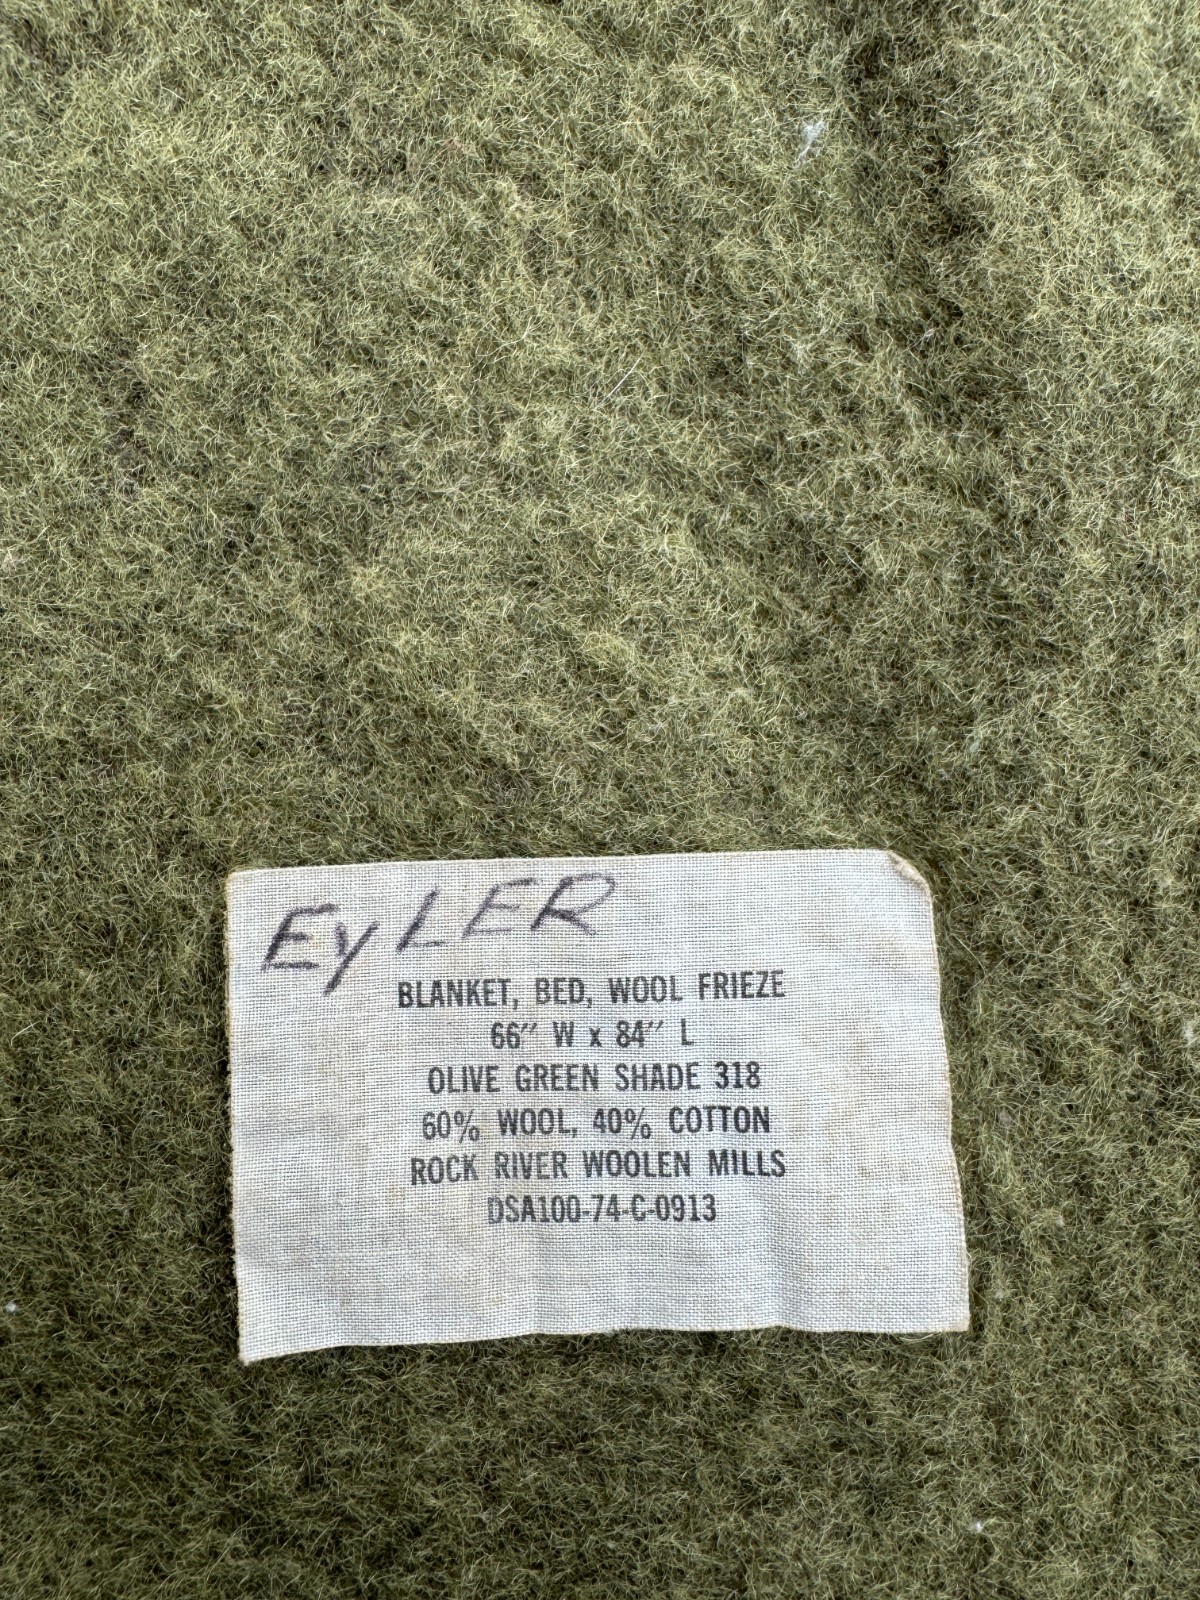 EyLER
BLANKET, BED, WOOL FRIEZE
66″ W x 84″ L
OLIVE GREEN SHADE 318
60% WOOL, 40% COTTON
ROCK RIVER WOOLEN MILLS
DSA100-74-C-0913